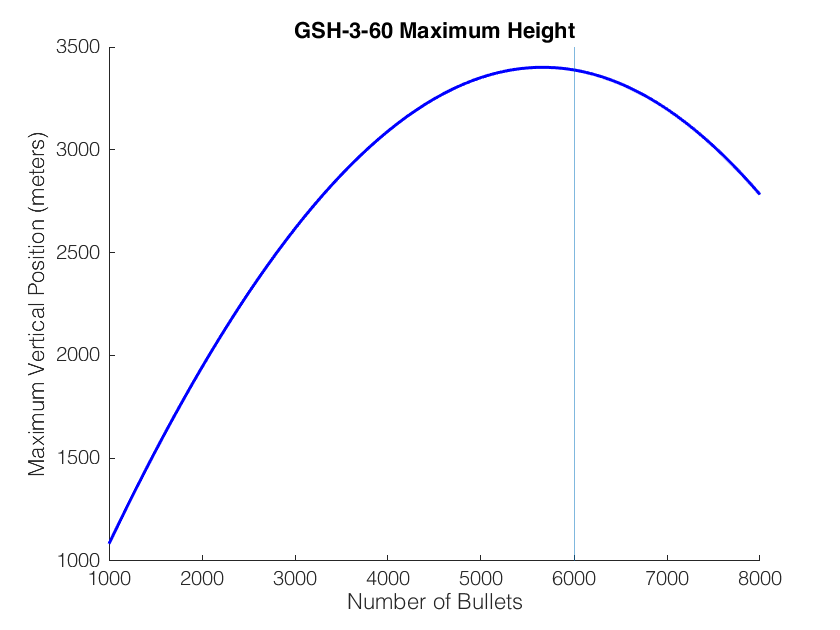 GSH-3-60 Maximum Height
Maximum Vertical Position (meters)
3500
3000
2500
2000
1500
1000
1000 2000 3000 4000 5000 6000 7000 8000
Number of Bullets